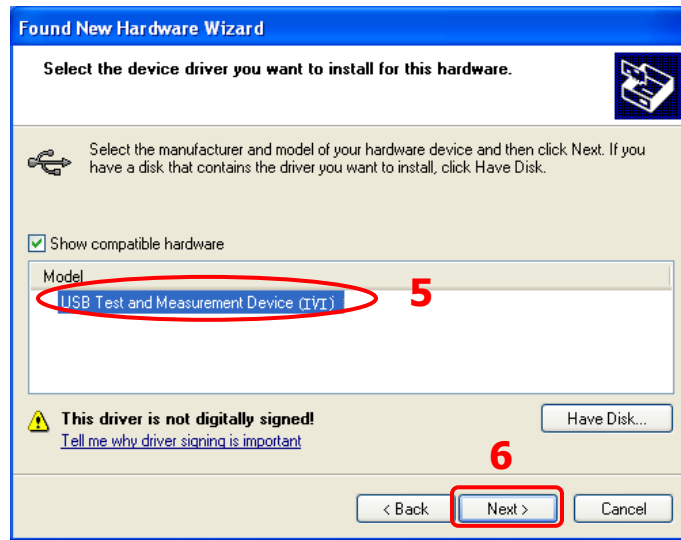 Found New Hardware Wizard
Select the device driver you want to install for this hardware.
Select the manufacturer and model of your hardware device and then click Next. If you
have a disk that contains the driver you want to install, click Have Disk.
Show compatible hardware
Model
USB Test and Measurement Device (IVI)
5
This driver is not digitally signed!
Tell me why driver signing is important
Have Disk...
6
< Back
Next >
Cancel